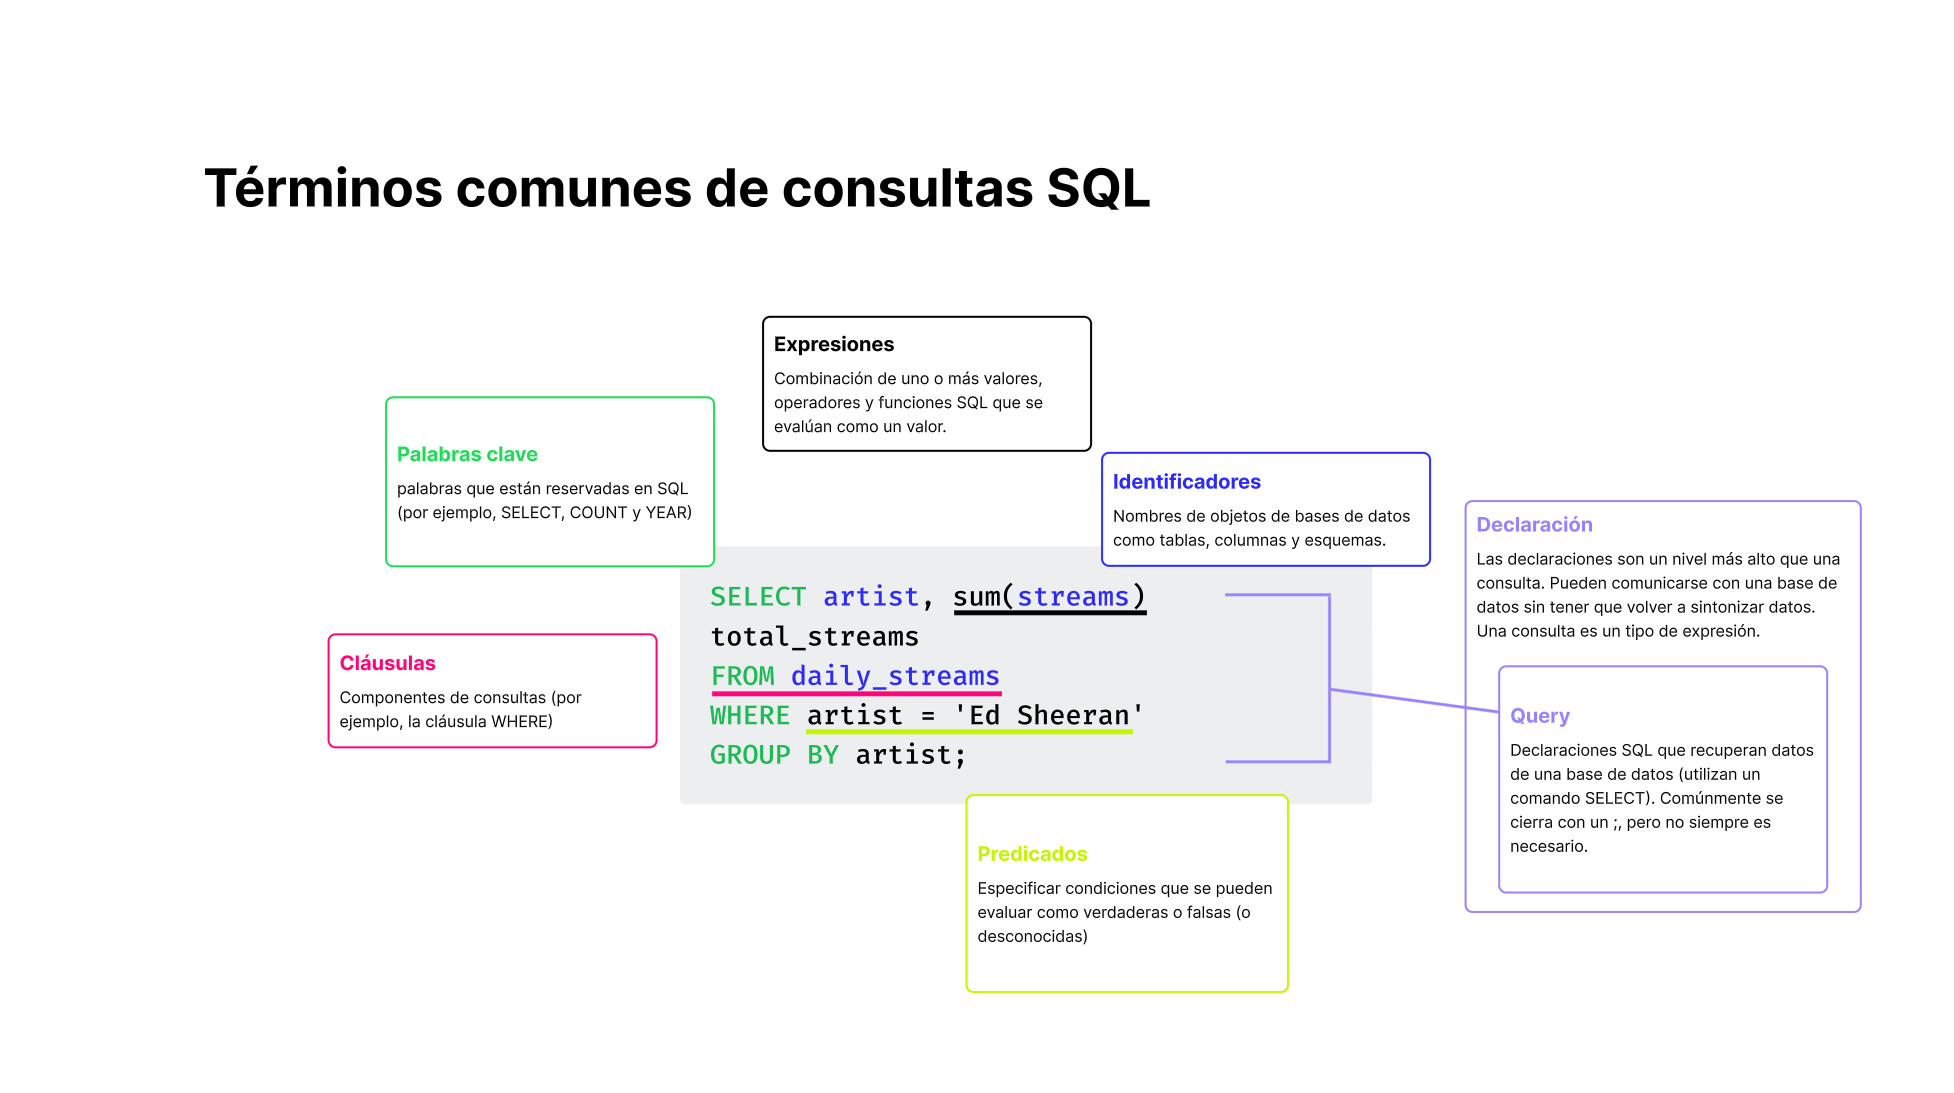 Términos comunes de consultas SQL
Expresiones
Combinación de uno o más valores,
operadores y funciones SQL que se
evalúan como un valor.
Palabras clave
palabras que están reservadas en SQL
(por ejemplo, SELECT, COUNT y YEAR)
Identificadores
Nombres de objetos de bases de datos
como tablas, columnas y esquemas.
Declaración
Las declaraciones son un nivel más alto que una
consulta. Pueden comunicarse con una base de
datos sin tener que volver a sintonizar datos.
Una consulta es un tipo de expresión.
SELECT artist, sum(streams)
total_streams
FROM daily_streams
WHERE artist = 'Ed Sheeran'
GROUP BY artist;
Cláusulas
Componentes de consultas (por
ejemplo, la cláusula WHERE)
Query
Declaraciones SQL que recuperan datos
de una base de datos (utilizan un
comando SELECT). Comúnmente se
cierra con un ;, pero no siempre es
necesario.
Predicados
Especificar condiciones que se pueden
evaluar como verdaderas o falsas (o
desconocidas)